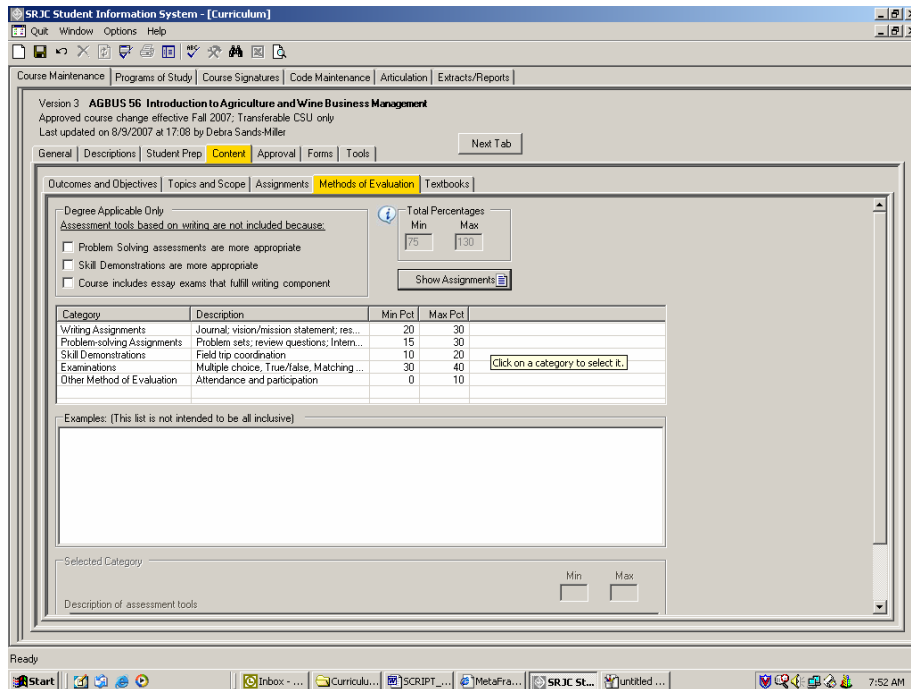 SRJC Student Information System - [Curriculum]
Quit Window Options Help
Course Maintenance Programs of Study Course Signatures Code Maintenance Articulation Extracts/Reports
Version 3 AGBUS 56 Introduction to Agriculture and Wine Business Management
Approved course change effective Fall 2007; Transferable CSU only
Last updated on 8/9/2007 at 17:08 by Debra Sands-Miller
Next Tab
General Descriptions Student Prep Content Approval Forms Tools
Outcomes and Objectives Topics and Scope Assignments Methods of Evaluation Textbooks
Degree Applicable Only
Assessment tools based on writing are not included because:
Problem Solving assessments are more appropriate
Skill Demonstrations are more appropriate
Course includes essay exams that fulfill writing component
Total Percentages
Min Max
75 130
Show Assignments
Category Description Min Pct Max Pct
Writing Assignments Journal; vision/mission statement; res... 20 30
Problem-solving Assignments Problem sets; review questions; Intern... 15 30
Skill Demonstrations Field trip coordination 10 20
Examinations Multiple choice, True/false, Matching ... 30 40
Other Method of Evaluation Attendance and participation 0 10
Click on a category to select it.
Examples: (This list is not intended to be all inclusive)
Selected Category
Min Max
Description of assessment tools
Ready
Start Inbox - ... Curriculu... SCRIPT_... MetaFra... SRJC St... untitled ... 7:52 AM